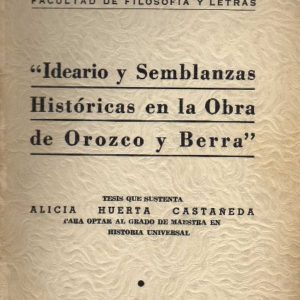 FACULTAD DE FILOSOFIA Y LETRAS
“Ideario y Semblanzas
Históricas en la Obra
de Orozco y Berra”
TESIS QUE SUSTENTA
ALICIA HUERTA CASTAÑEDA
PARA OPTAR AL GRADO DE MAESTRA EN
HISTORIA UNIVERSAL